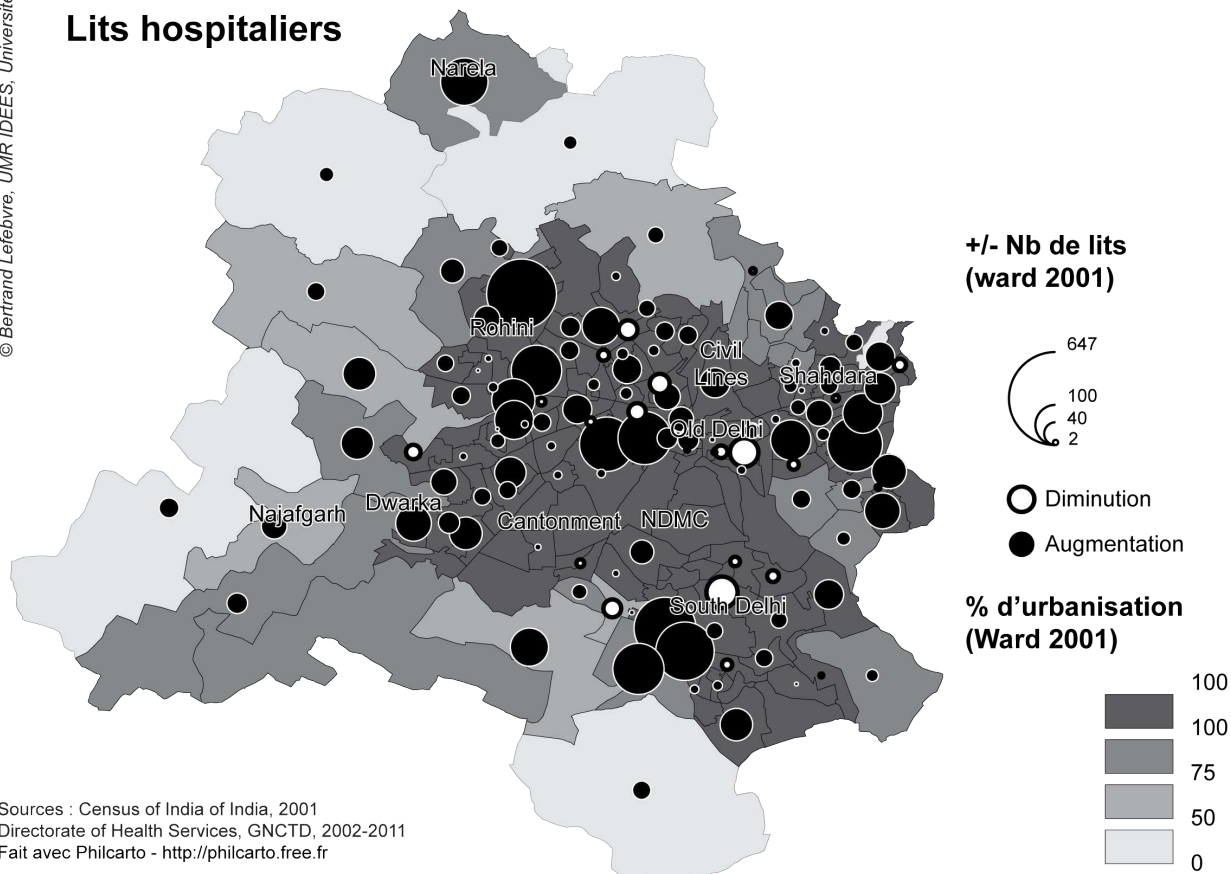 © Bertrand Lefebvre, UMR IDEES, Université
Lits hospitaliers
Narela
Rohini
Civil
Lines
Shahdara
Old Delhi
Dwarka
Najafgarh
Cantonment
NDMC
South Delhi
+/- Nb de lits
(ward 2001)
647
100
40
2
Diminution
Augmentation
% d’urbanisation
(Ward 2001)
100
100
75
50
0
Sources : Census of India of India, 2001
Directorate of Health Services, GNCTD, 2002-2011
Fait avec Philcarto - http://philcarto.free.fr